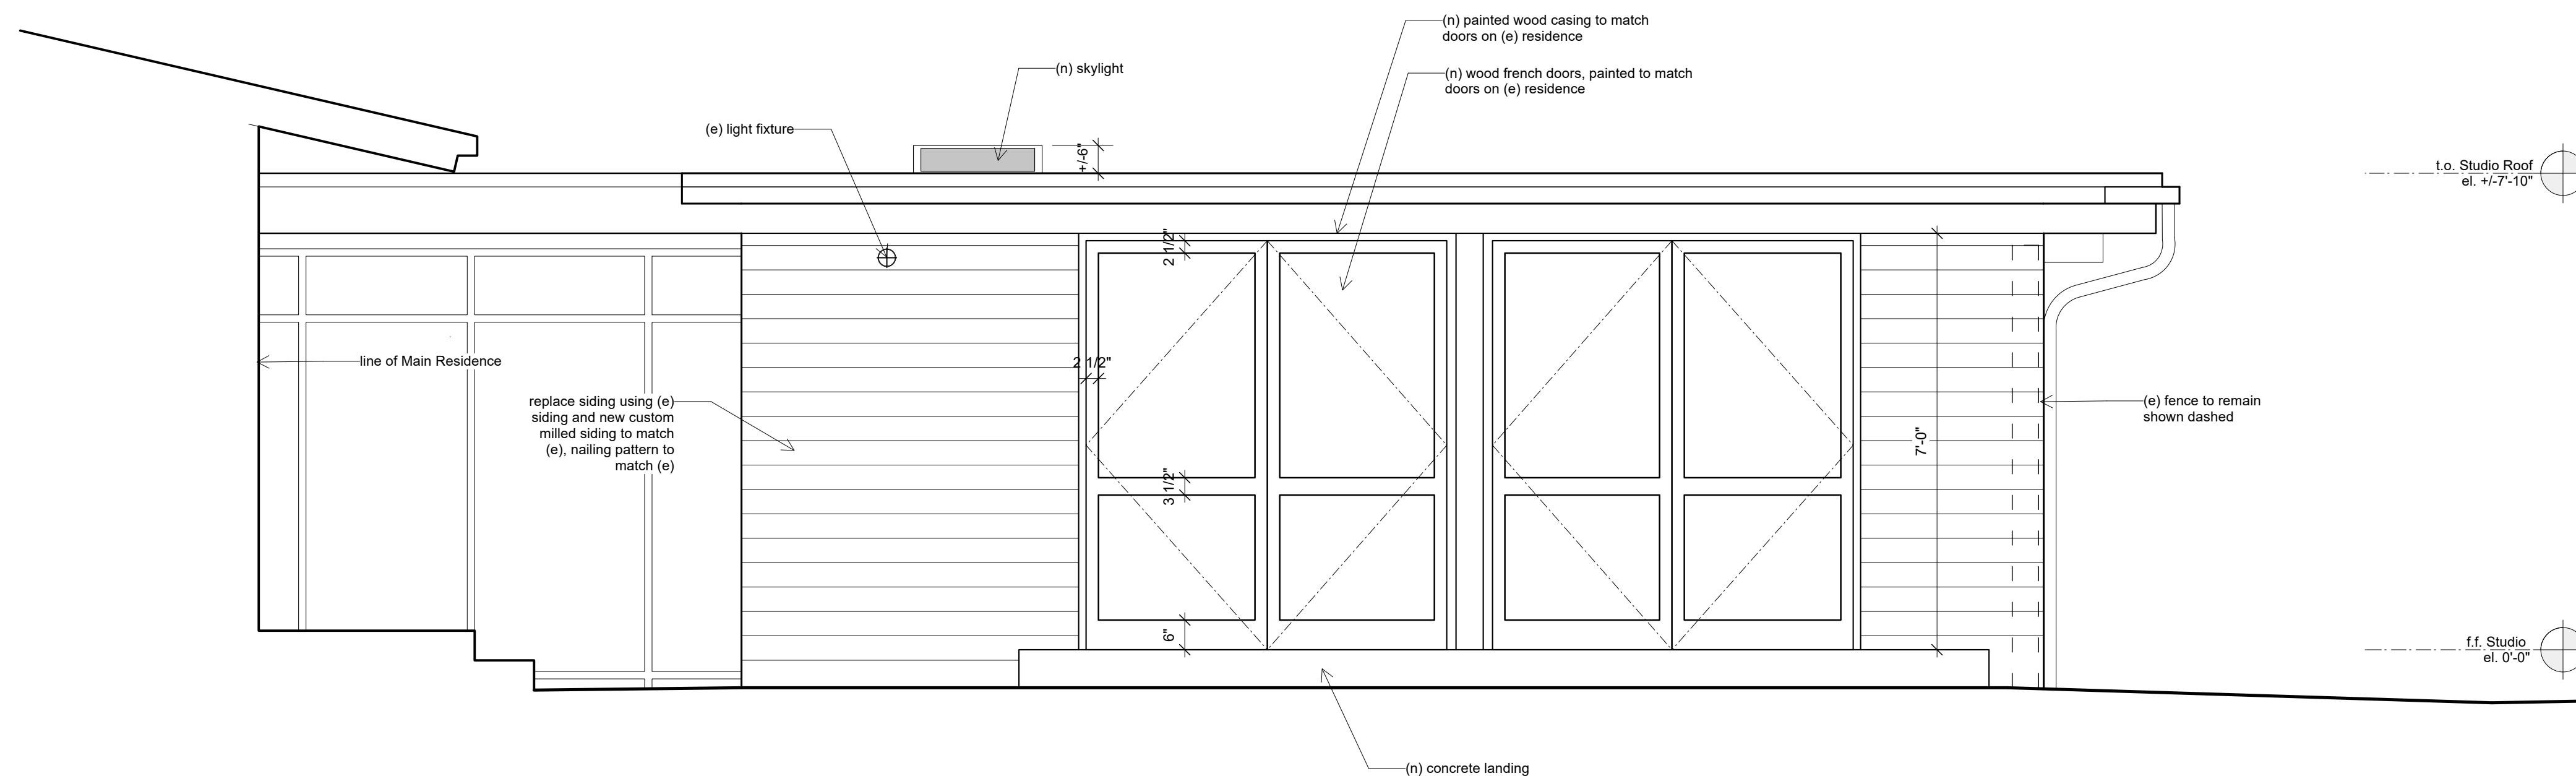 (n) painted wood casing to match
doors on (e) residence
(n) skylight
(n) wood french doors, painted to match
doors on (e) residence
(e) light fixture
+/-6"
t.o. Studio Roof
el. +/-7'-10"
2 1/2"
2 1/2"
line of Main Residence
replace siding using (e)
siding and new custom
milled siding to match
(e), nailing pattern to
match (e)
(e) fence to remain
shown dashed
7'-0"
3 1/2"
6"
f.f. Studio
el. 0'-0"
(n) concrete landing